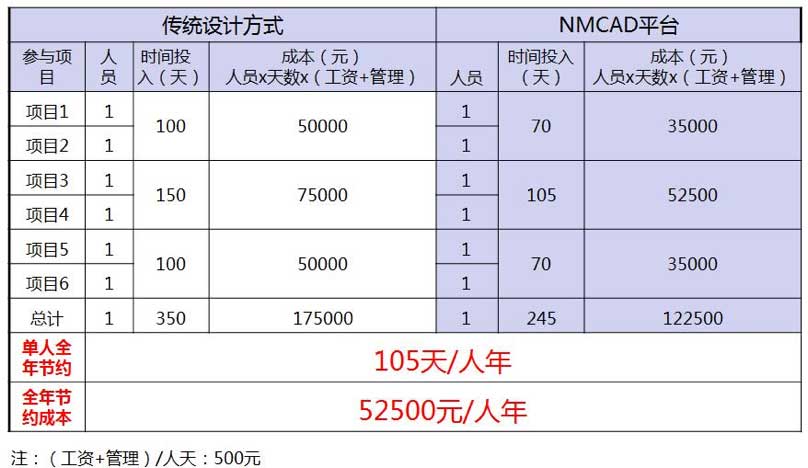 传统设计方式 NMCAD平台
参与项目 人员 时间投入（天） 成本（元）人员x天数x（工资+管理） 人员 时间投入（天） 成本（元）人员x天数x（工资+管理）
项目1 1 100 50000 1 70 35000
项目2 1 1
项目3 1 150 75000 1 105 52500
项目4 1 1
项目5 1 100 50000 1 70 35000
项目6 1 1
总计 1 350 175000 1 245 122500
单人全年节约 105天/人年
全年节约成本 52500元/人年
注：（工资+管理）/人天：500元